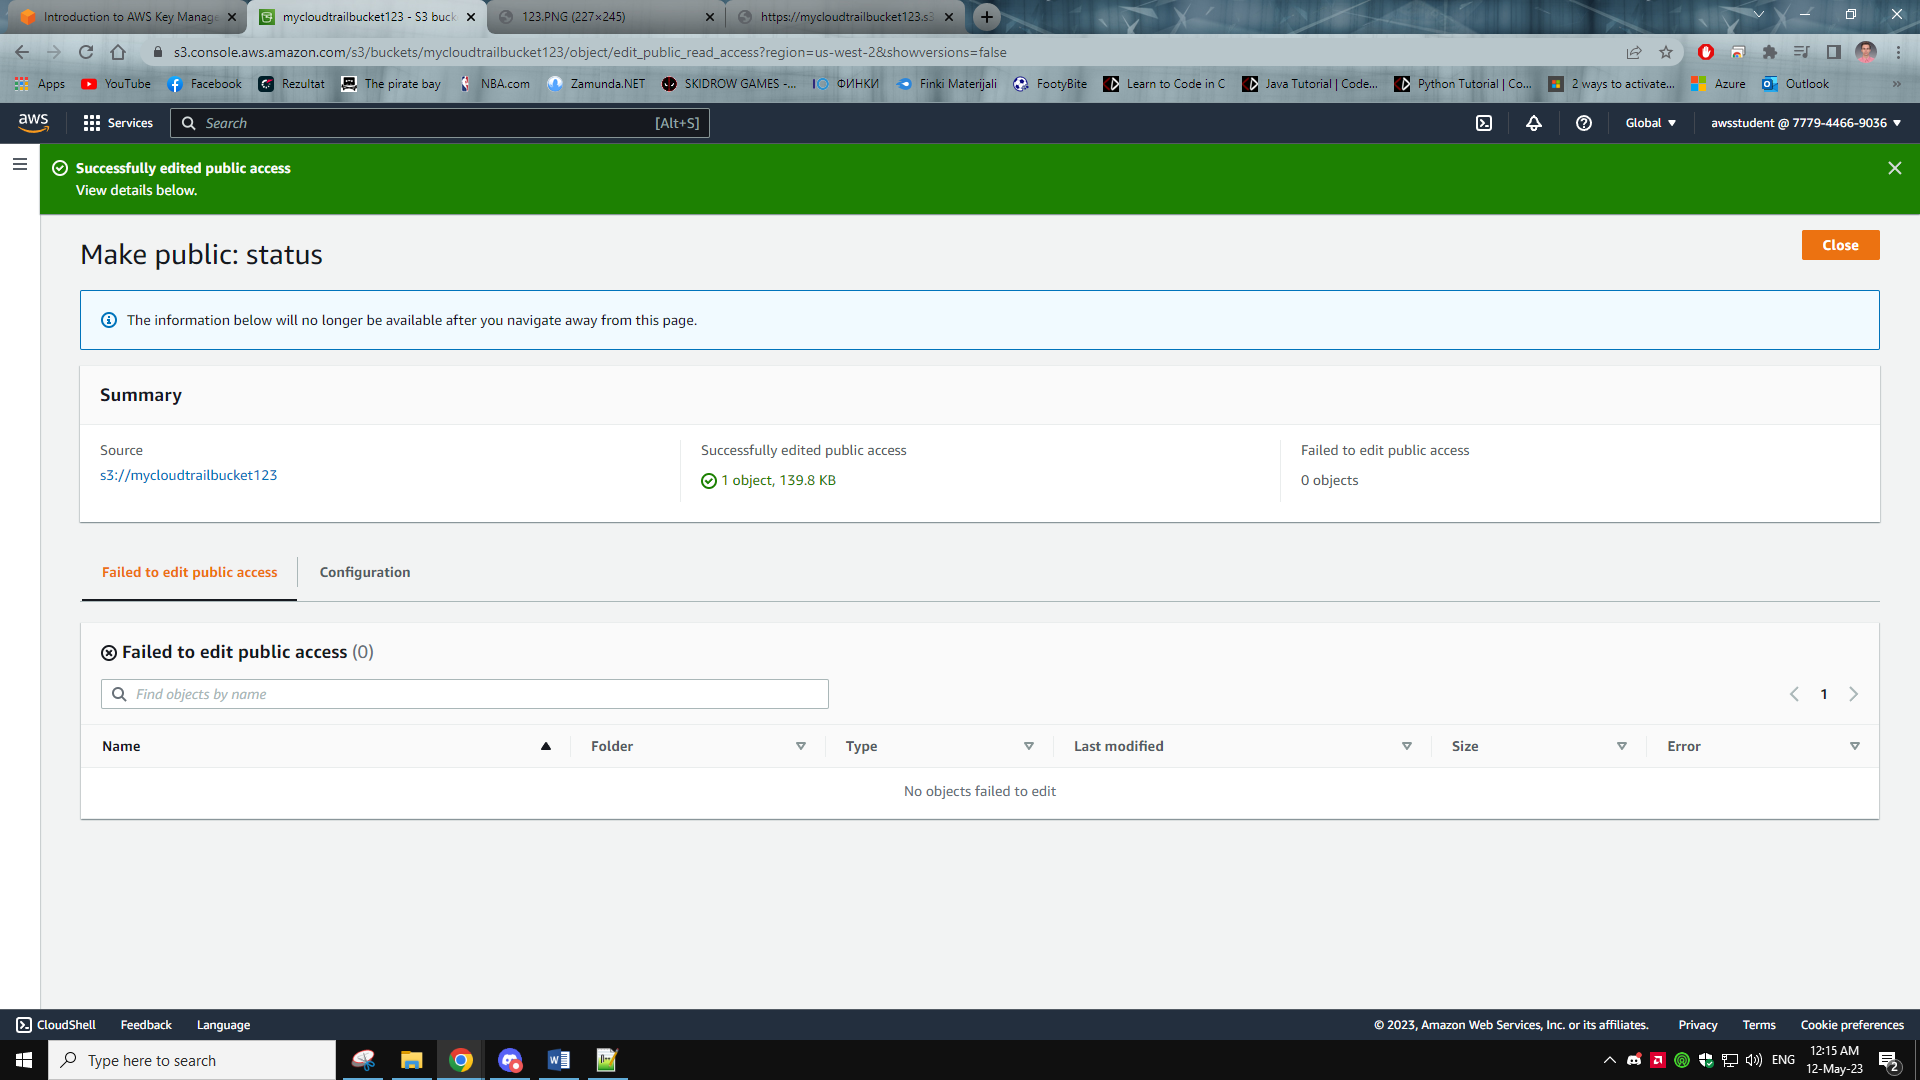 Introduction to AWS Key Manage
mycloudtrailbucket123 - S3 buck
123.PNG (227×245)
https://mycloudtrailbucket123.s3
s3.console.aws.amazon.com/s3/buckets/mycloudtrailbucket123/object/edit_public_read_access?region=us-west-2&showversions=false
Apps
YouTube
Facebook
Rezultat
The pirate bay
NBA.com
Zamunda.NET
SKIDROW GAMES -...
ФИНКИ
Finki Materijali
FootyBite
Learn to Code in C
Java Tutorial | Code...
Python Tutorial | Co...
2 ways to activate...
Azure
Outlook
»
aws
Services
Search
[Alt+S]
Global
awsstudent @ 7779-4466-9036
Successfully edited public access
View details below.
Make public: status
Close
The information below will no longer be available after you navigate away from this page.
Summary
Source
s3://mycloudtrailbucket123
Successfully edited public access
1 object, 139.8 KB
Failed to edit public access
0 objects
Failed to edit public access
Configuration
Failed to edit public access (0)
Find objects by name
1
Name
Folder
Type
Last modified
Size
Error
No objects failed to edit
CloudShell
Feedback
Language
© 2023, Amazon Web Services, Inc. or its affiliates.
Privacy
Terms
Cookie preferences
Type here to search
ENG
12:15 AM
12-May-23
2